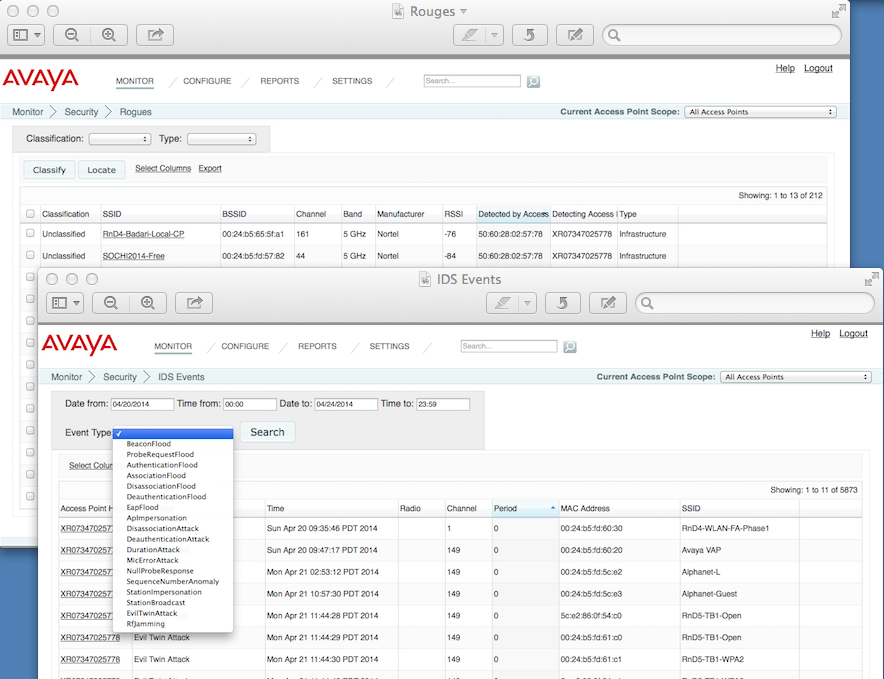 Rouges
Help Logout
AVAYA MONITOR CONFIGURE REPORTS SETTINGS Search...
Monitor Security Rogues Current Access Point Scope: All Access Points
Classification: Type:
Classify Locate Select Columns Export
Showing: 1 to 13 of 212
Classification SSID BSSID Channel Band Manufacturer RSSI Detected by Access Detecting Access Type
Unclassified RnD4-Badari-Local-CP 00:24:b5:65:5f:a1 161 5 GHz Nortel -76 50:60:28:02:57:78 XR07347025778 Infrastructure
Unclassified SOCHI2014-Free 00:24:b5:fd:57:82 44 5 GHz Nortel -84 50:60:28:02:57:78 XR07347025778 Infrastructure
IDS Events
Help Logout
AVAYA MONITOR CONFIGURE REPORTS SETTINGS Search...
Monitor Security IDS Events Current Access Point Scope: All Access Points
Date from: 04/20/2014 Time from: 00:00 Date to: 04/24/2014 Time to: 23:59
Event Type Search
BeaconFlood
ProbeRequestFlood
AuthenticationFlood
AssociationFlood
DisassociationFlood
DeauthenticationFlood
EapFlood
ApImpersonation
DisassociationAttack
DeauthenticationAttack
DurationAttack
MicErrorAttack
NullProbeResponse
SequenceNumberAnomaly
StationImpersonation
StationBroadcast
EvilTwinAttack
RfJamming
Select Colum
Showing: 1 to 11 of 5873
Access Point H Time Radio Channel Period MAC Address SSID
XR0734702577 Sun Apr 20 09:35:46 PDT 2014 1 0 00:24:b5:fd:60:30 RnD4-WLAN-FA-Phase1
XR0734702577 Sun Apr 20 09:47:17 PDT 2014 149 0 00:24:b5:fd:60:20 Avaya VAP
XR0734702577 Mon Apr 21 02:53:12 PDT 2014 149 0 00:24:b5:fd:5c:e2 Alphanet-L
XR0734702577 Mon Apr 21 10:57:30 PDT 2014 149 0 00:24:b5:fd:5c:e3 Alphanet-Guest
XR0734702577 Mon Apr 21 11:44:28 PDT 2014 149 0 5c:e2:86:0f:54:c0 RnD5-TB1-Open
XR07347025778 Evil Twin Attack Mon Apr 21 11:44:29 PDT 2014 149 0 00:24:b5:fd:61:c0 RnD5-TB1-Open
XR07347025778 Evil Twin Attack Mon Apr 21 11:44:30 PDT 2014 149 0 00:24:b5:fd:61:c1 RnD5-TB1-WPA2